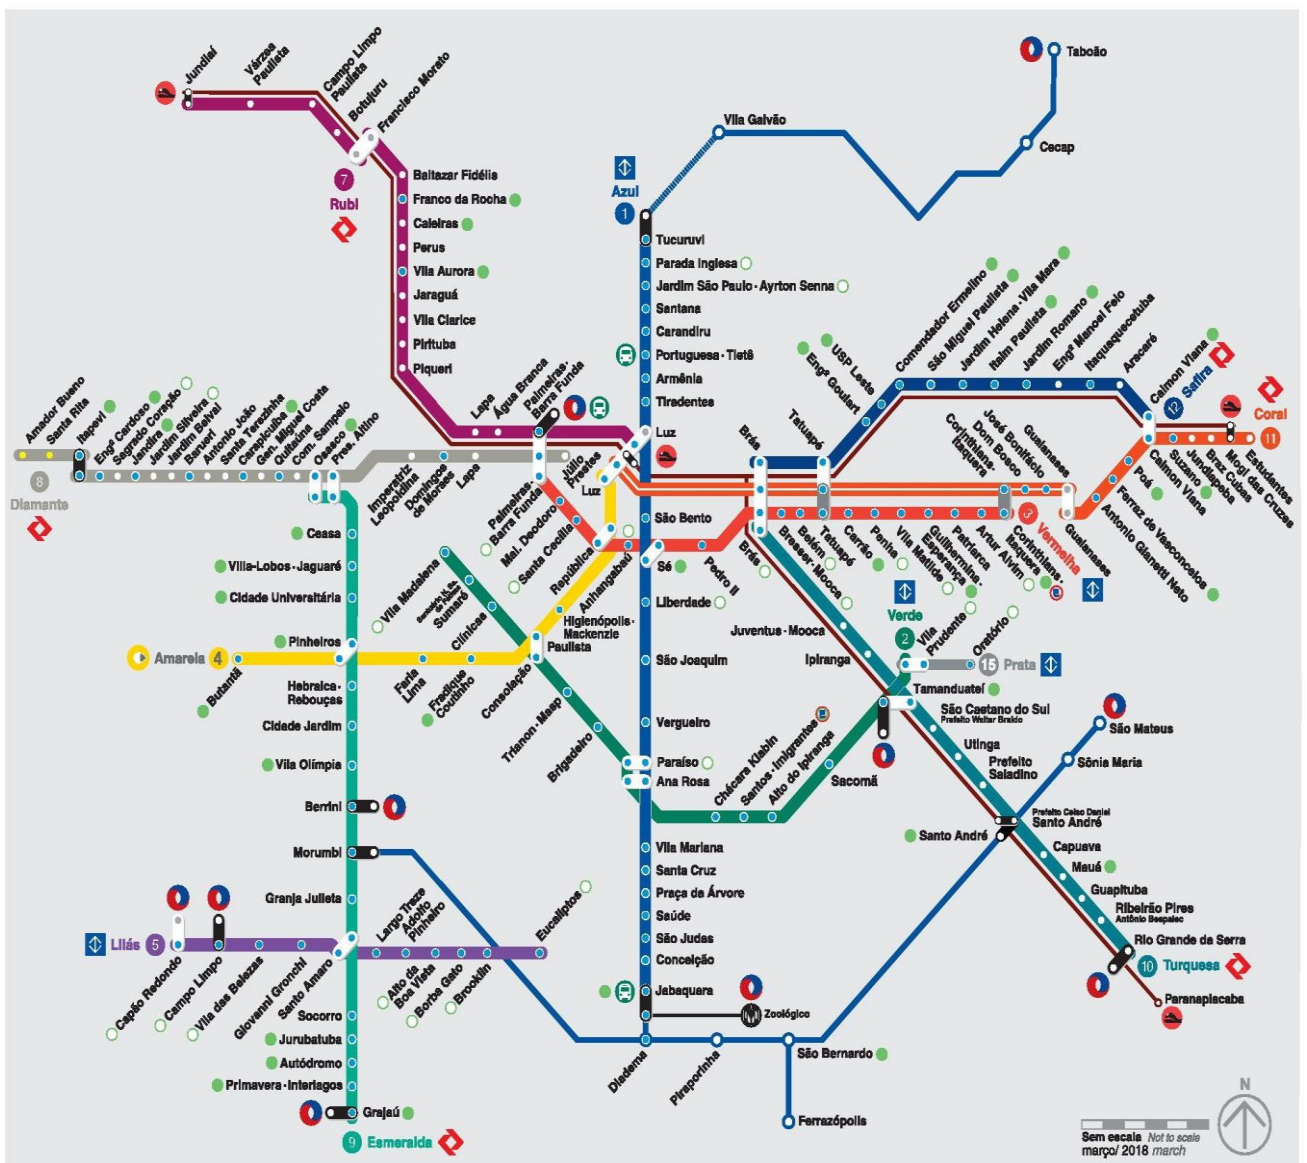 Jundiaí
Várzea
Paulista
Campo Limpo
Paulista
Botujuru
Francisco Morato
7
Rubi
Baltazar Fidélis
Franco da Rocha
Caieiras
Perus
Vila Aurora
Jaraguá
Vila Clarice
Pirituba
Piqueri
Lapa
Água Branca
Palmeiras-
Barra Funda
Luz
Taboão
Cecap
Vila Galvão
Azul
1
Tucuruvi
Parada Inglesa
Jardim São Paulo - Ayrton Senna
Santana
Carandiru
Portuguesa - Tietê
Armênia
Tiradentes
São Bento
Sé
Liberdade
São Joaquim
Vergueiro
Paraíso
Ana Rosa
Vila Mariana
Santa Cruz
Praça da Árvore
Saúde
São Judas
Conceição
Jabaquara
Zoológico
Diadema
Piraporinha
São Bernardo
Ferrazópolis
Amador Bueno
Santa Rita
Itapevi
Engº Cardoso
Sagrado Coração
Jandira
Jardim Silveira
Jardim Belval
Barueri
Antonio João
Santa Terezinha
Carapicuíba
Gen. Miguel Costa
Quitaúna
Com. Sampaio
Osasco
Pres. Altino
Imperatriz
Leopoldina
Domingos
de Moraes
Lapa
Júlio
Prestes
8
Diamante
Ceasa
Villa-Lobos - Jaguaré
Cidade Universitária
Pinheiros
Hebraica-
Rebouças
Cidade Jardim
Vila Olímpia
Berrini
Morumbi
Granja Julieta
Santo Amaro
Socorro
Jurubatuba
Autódromo
Primavera - Interlagos
Grajaú
9
Esmeralda
Amarela
4
Butantã
Faria
Lima
Fradique
Coutinho
Paulista
Higienópolis-
Mackenzie
República
Luz
Lilás
5
Capão Redondo
Campo Limpo
Vila das Belezas
Giovanni Gronchi
Largo Treze
Adolfo
Pinheiro
Alto da
Boa Vista
Borba Gato
Brooklin
Eucaliptos
Vila Madalena
Sumaré
Clínicas
Consolação
Trianon - Masp
Brigadeiro
Chácara Klabin
Santos - Imigrantes
Alto do Ipiranga
Sacomã
Tamanduateí
Vila
Prudente
Verde
2
Oratório
15
Prata
Palmeiras-
Barra Funda
Mal. Deodoro
Santa Cecília
Anhangabaú
Pedro II
Brás
Bresser - Mooca
Belém
Tatuapé
Carrão
Penha
Vila Matilde
Guilhermina-
Esperança
Patriarca
Artur Alvim
Corinthians-
Itaquera
3
Vermelha
Brás
Tatuapé
Engº Goulart
USP Leste
Comendador Ermelino
São Miguel Paulista
Jardim Helena - Vila Mara
Itaim Paulista
Jardim Romano
Engº Manoel Feio
Itaquaquecetuba
Aracaré
Calmon Viana
12
Safira
Corinthians-
Itaquera
Dom Bosco
José Bonifácio
Guaianases
Guaianases
Antonio Gianetti Neto
Ferraz de Vasconcelos
Poá
Calmon Viana
Suzano
Jundiapeba
Braz Cubas
Mogi das Cruzes
Estudantes
Coral
11
Juventus - Mooca
Ipiranga
São Caetano do Sul
Prefeito Walter Braido
Utinga
Prefeito
Saladino
Prefeito Celso Daniel
Santo André
Capuava
Mauá
Guapituba
Ribeirão Pires
Antônio Bespalec
Rio Grande da Serra
10
Turquesa
Paranapiacaba
Santo André
Sônia Maria
São Mateus
N
Sem escala Not to scale
março/ 2018 march